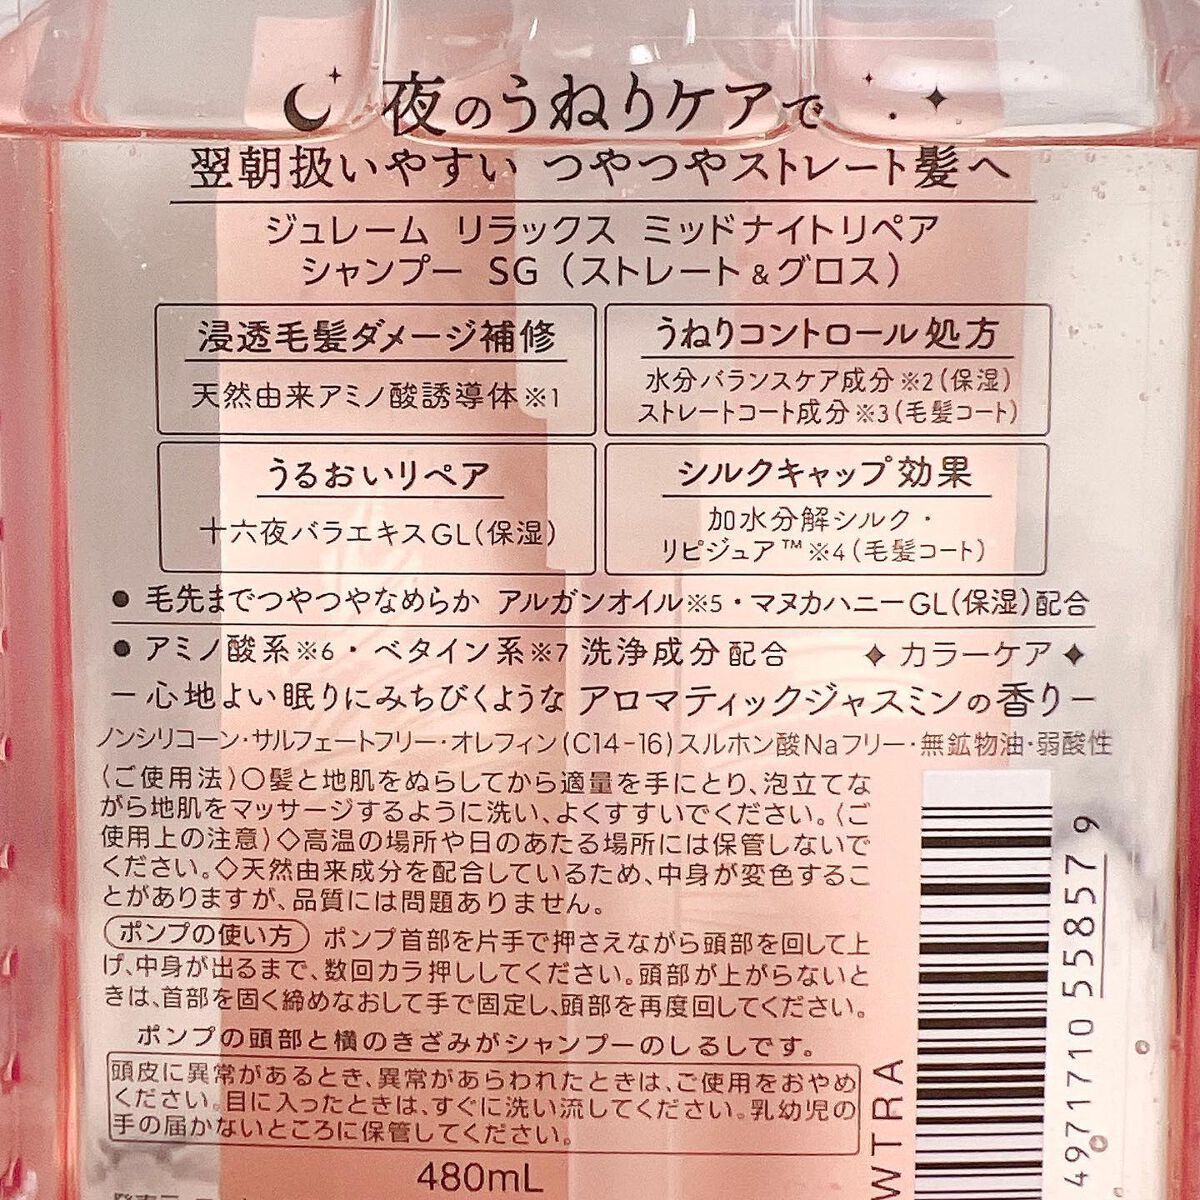 夜のうねりケアで
翌朝扱いやすい つやつやストレート髪へ
ジュレーム リラックス ミッドナイトリペア
シャンプー SG（ストレート＆グロス）
浸透毛髪ダメージ補修
天然由来アミノ酸誘導体※1
うねりコントロール処方
水分バランスケア成分※2（保湿）
ストレートコート成分※3（毛髪コート）
うるおいリペア
十六夜バラエキスGL（保湿）
シルクキャップ効果
加水分解シルク・
リピジュア™※4（毛髪コート）
●毛先までつやつやなめらか アルガンオイル※5・マヌカハニーGL（保湿）配合
●アミノ酸系※6・ベタイン系※7 洗浄成分配合 ✦カラーケア✦
－心地よい眠りにみちびくような アロマティックジャスミンの香り－
ノンシリコーン・サルフェートフリー・オレフィン（C14-16）スルホン酸Naフリー・無鉱物油・弱酸性
〈ご使用法〉○髪と地肌をぬらしてから適量を手にとり、泡立てな
がら地肌をマッサージするように洗い、よくすすいでください。〈ご
使用上の注意〉◇高温の場所や日のあたる場所には保管しないで
ください。◇天然由来成分を配合しているため、中身が変色するこ
とがありますが、品質には問題ありません。
ポンプの使い方 ポンプ首部を片手で押さえながら頭部を回して上
げ、中身が出るまで、数回カラ押ししてください。頭部が上がらないと
きは、首部を固く締めなおして手で固定し、頭部を再度回してください。
ポンプの頭部と横のきざみがシャンプーのしるしです。
頭皮に異常があるとき、異常があらわれたときは、ご使用をおやめ
ください。目に入ったときは、すぐに洗い流してください。乳幼児の
手の届かないところに保管してください。
480mL
WTRA
4971710 558579